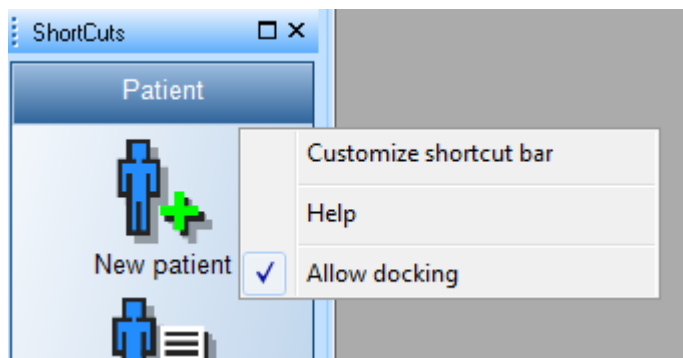 ShortCuts
Patient
Customize shortcut bar
Help
New patient
Allow docking